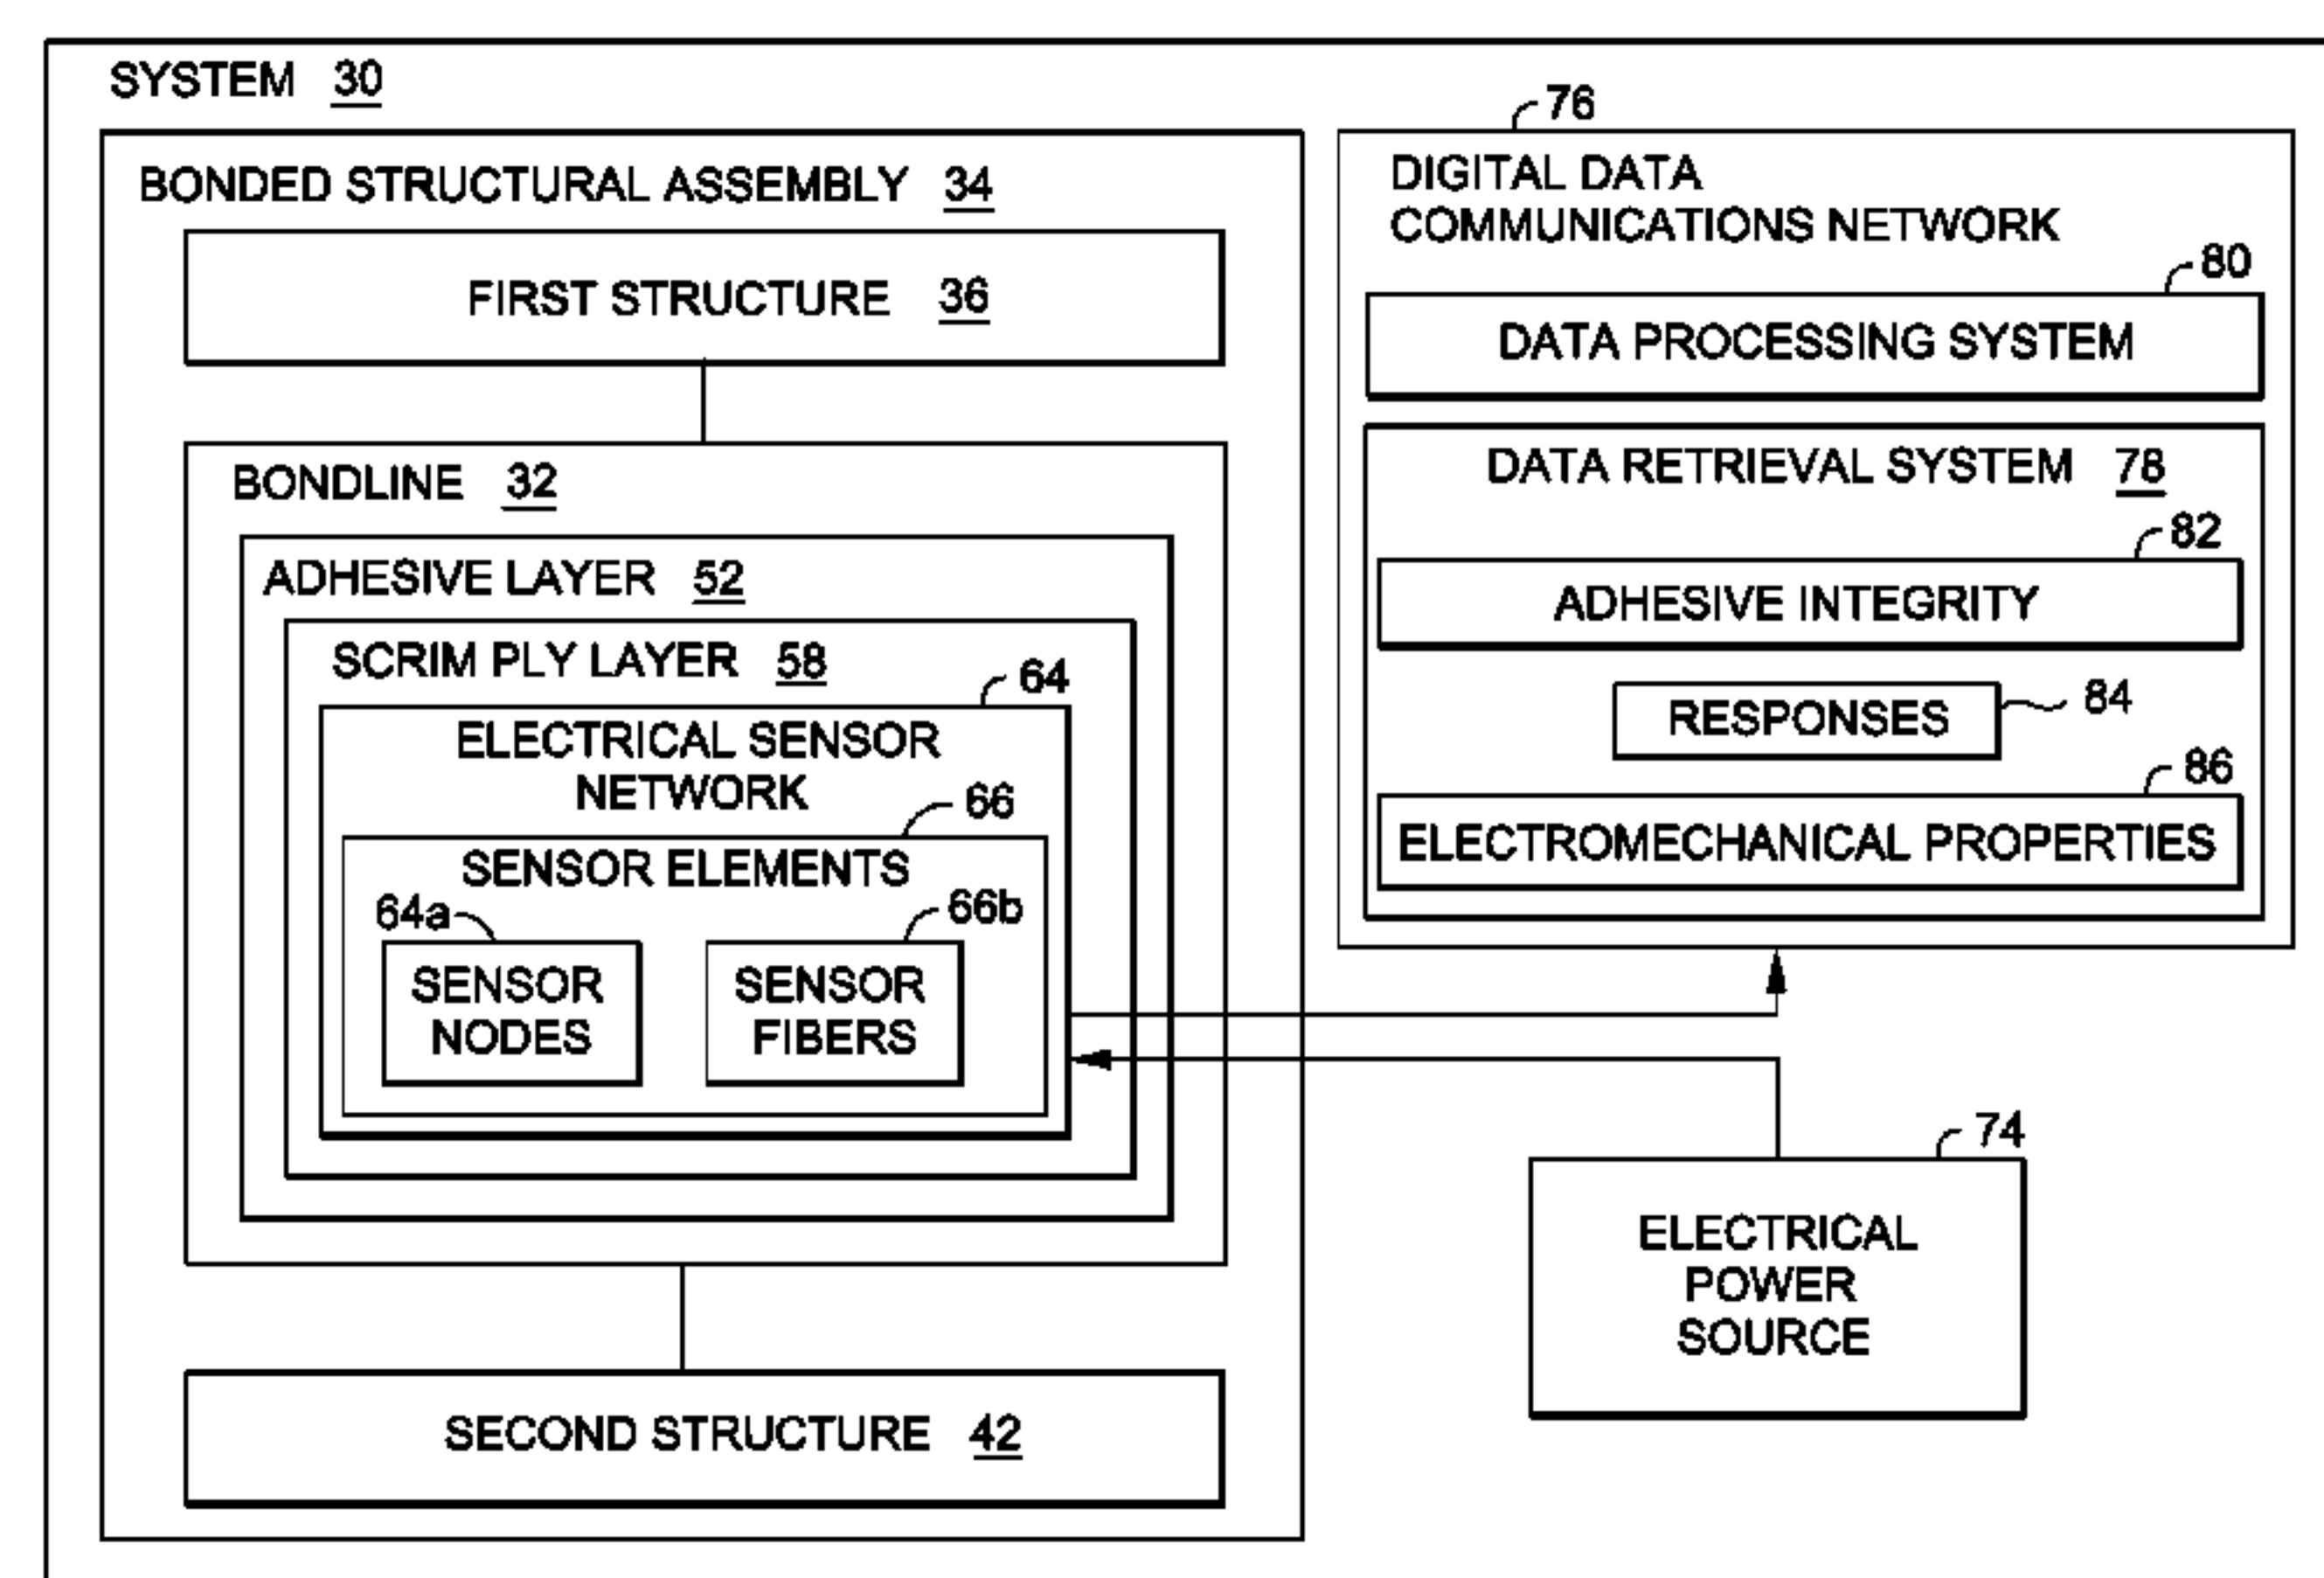 SYSTEM 30
BONDED STRUCTURAL ASSEMBLY 34
FIRST STRUCTURE 36
BONDLINE 32
ADHESIVE LAYER 52
SCRIM PLY LAYER 58
64
ELECTRICAL SENSOR
NETWORK
66
SENSOR ELEMENTS
64a
66b
SENSOR
NODES
SENSOR
FIBERS
SECOND STRUCTURE 42
76
DIGITAL DATA
COMMUNICATIONS NETWORK
80
DATA PROCESSING SYSTEM
DATA RETRIEVAL SYSTEM 78
82
ADHESIVE INTEGRITY
RESPONSES 84
86
ELECTROMECHANICAL PROPERTIES
74
ELECTRICAL
POWER
SOURCE